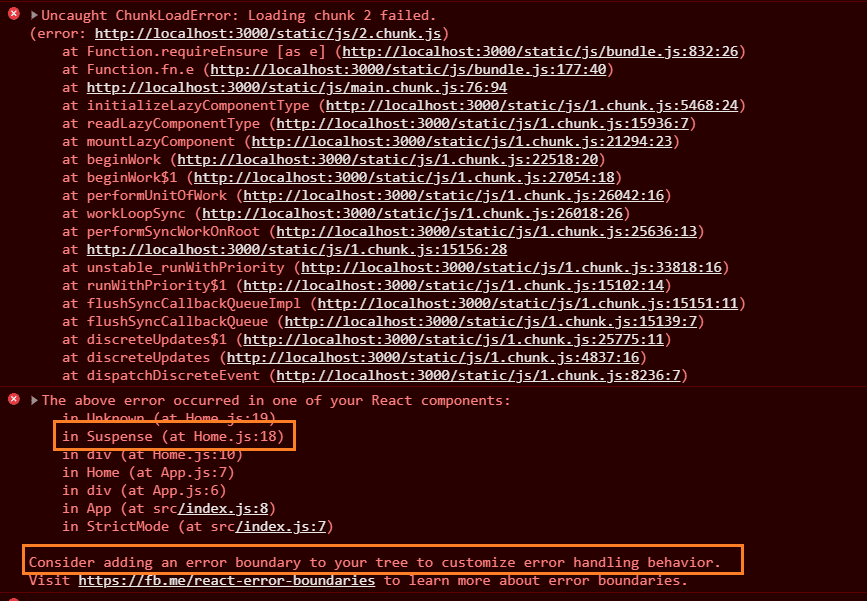 Uncaught ChunkLoadError: Loading chunk 2 failed.
(error: http://localhost:3000/static/js/2.chunk.js)
at Function.requireEnsure [as e] (http://localhost:3000/static/js/bundle.js:832:26)
at Function.fn.e (http://localhost:3000/static/js/bundle.js:177:40)
at http://localhost:3000/static/js/main.chunk.js:76:94
at initializeLazyComponentType (http://localhost:3000/static/js/1.chunk.js:5468:24)
at readLazyComponentType (http://localhost:3000/static/js/1.chunk.js:15936:7)
at mountLazyComponent (http://localhost:3000/static/js/1.chunk.js:21294:23)
at beginWork (http://localhost:3000/static/js/1.chunk.js:22518:20)
at beginWork$1 (http://localhost:3000/static/js/1.chunk.js:27054:18)
at performUnitOfWork (http://localhost:3000/static/js/1.chunk.js:26042:16)
at workLoopSync (http://localhost:3000/static/js/1.chunk.js:26018:26)
at performSyncWorkOnRoot (http://localhost:3000/static/js/1.chunk.js:25636:13)
at http://localhost:3000/static/js/1.chunk.js:15156:28
at unstable_runWithPriority (http://localhost:3000/static/js/1.chunk.js:33818:16)
at runWithPriority$1 (http://localhost:3000/static/js/1.chunk.js:15102:14)
at flushSyncCallbackQueueImpl (http://localhost:3000/static/js/1.chunk.js:15151:11)
at flushSyncCallbackQueue (http://localhost:3000/static/js/1.chunk.js:15139:7)
at discreteUpdates$1 (http://localhost:3000/static/js/1.chunk.js:25775:11)
at discreteUpdates (http://localhost:3000/static/js/1.chunk.js:4837:16)
at dispatchDiscreteEvent (http://localhost:3000/static/js/1.chunk.js:8236:7)
The above error occurred in one of your React components:
in Unknown (at Home.js:19)
in Suspense (at Home.js:18)
in div (at Home.js:10)
in Home (at App.js:7)
in div (at App.js:6)
in App (at src/index.js:8)
in StrictMode (at src/index.js:7)
Consider adding an error boundary to your tree to customize error handling behavior.
Visit https://fb.me/react-error-boundaries to learn more about error boundaries.